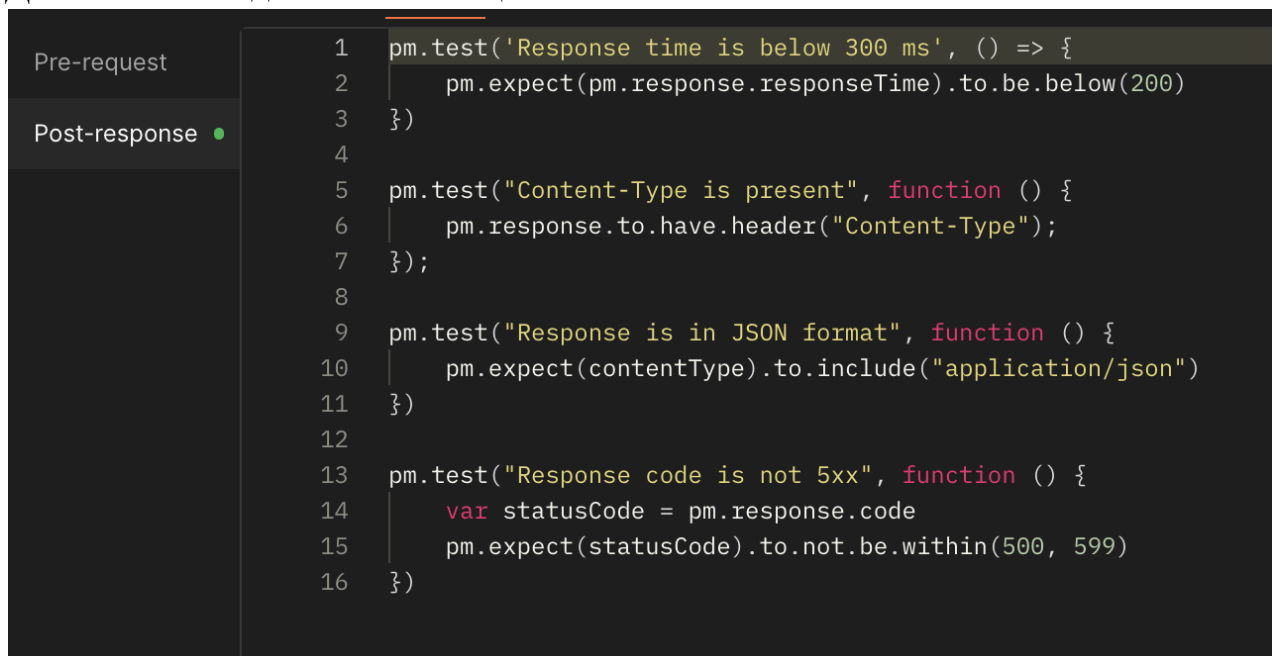 Pre-request
Post-response
1 pm.test('Response time is below 300 ms', () => {
2 pm.expect(pm.response.responseTime).to.be.below(200)
3 })
4
5 pm.test("Content-Type is present", function () {
6 pm.response.to.have.header("Content-Type");
7 });
8
9 pm.test("Response is in JSON format", function () {
10 pm.expect(contentType).to.include("application/json")
11 })
12
13 pm.test("Response code is not 5xx", function () {
14 var statusCode = pm.response.code
15 pm.expect(statusCode).to.not.be.within(500, 599)
16 })